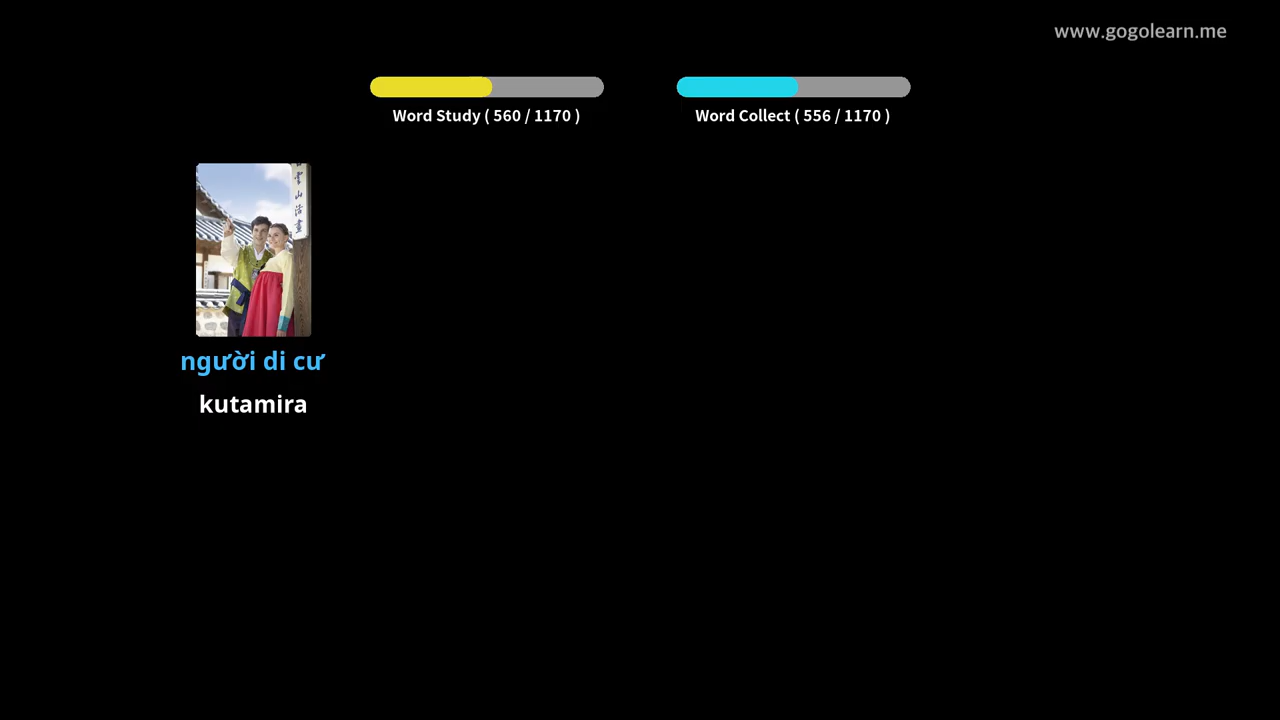 www.gogolearn.me
Word Study ( 560 / 1170 )
Word Collect ( 556 / 1170 )
người di cư
kutamira